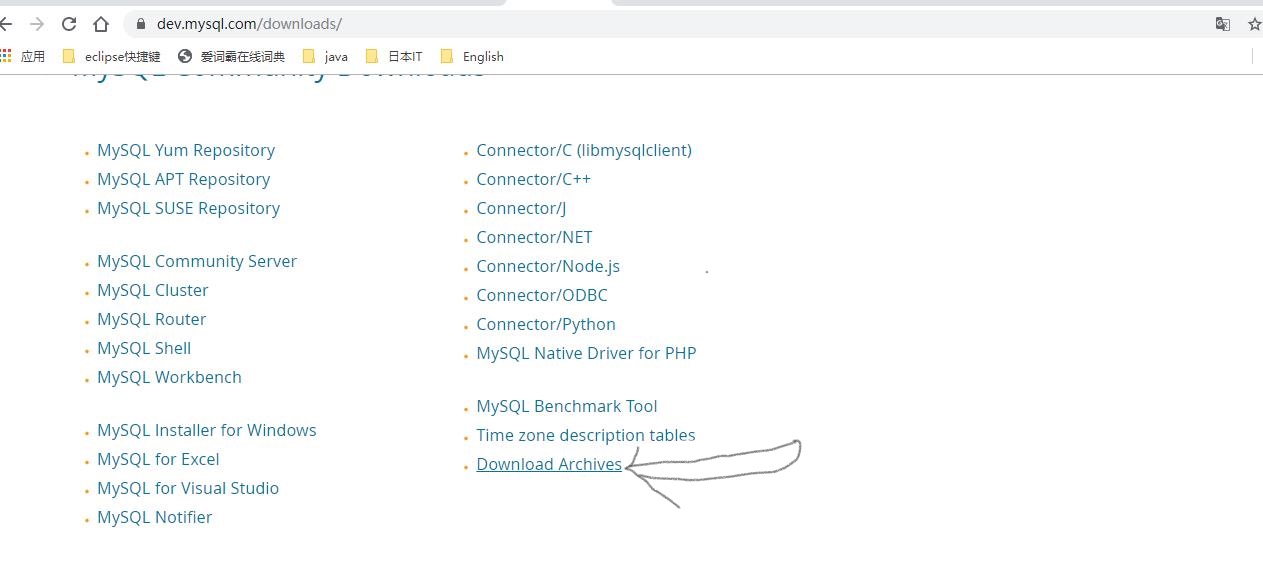 dev.mysql.com/downloads/
应用 eclipse快捷键 爱词霸在线词典 java 日本IT English
MySQL Community Downloads
MySQL Yum Repository
MySQL APT Repository
MySQL SUSE Repository
MySQL Community Server
MySQL Cluster
MySQL Router
MySQL Shell
MySQL Workbench
MySQL Installer for Windows
MySQL for Excel
MySQL for Visual Studio
MySQL Notifier
Connector/C (libmysqlclient)
Connector/C++
Connector/J
Connector/NET
Connector/Node.js
Connector/ODBC
Connector/Python
MySQL Native Driver for PHP
MySQL Benchmark Tool
Time zone description tables
Download Archives